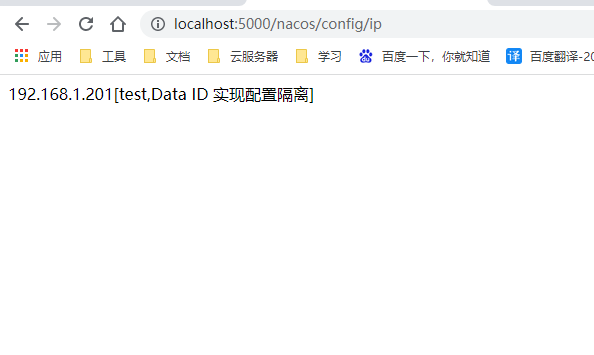 localhost:5000/nacos/config/ip
应用 工具 文档 云服务器 学习 百度一下，你就知道 译 百度翻译-20
192.168.1.201[test,Data ID 实现配置隔离]